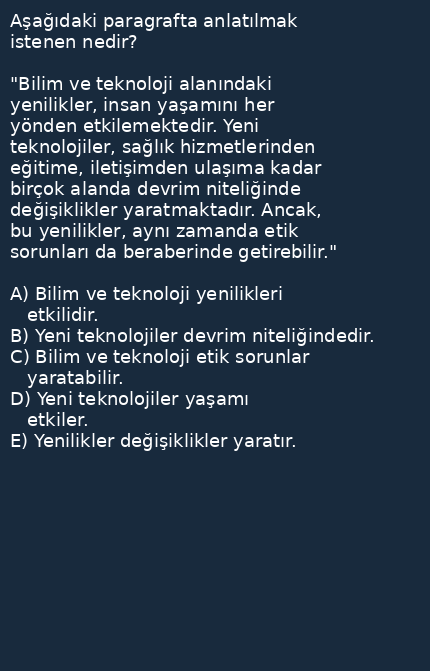 Aşağıdaki paragrafta anlatılmak
istenen nedir?
"Bilim ve teknoloji alanındaki
yenilikler, insan yaşamını her
yönden etkilemektedir. Yeni
teknolojiler, sağlık hizmetlerinden
eğitime, iletişimden ulaşıma kadar
birçok alanda devrim niteliğinde
değişiklikler yaratmaktadır. Ancak,
bu yenilikler, aynı zamanda etik
sorunları da beraberinde getirebilir."
A) Bilim ve teknoloji yenilikleri
etkilidir.
B) Yeni teknolojiler devrim niteliğindedir.
C) Bilim ve teknoloji etik sorunlar
yaratabilir.
D) Yeni teknolojiler yaşamı
etkiler.
E) Yenilikler değişiklikler yaratır.